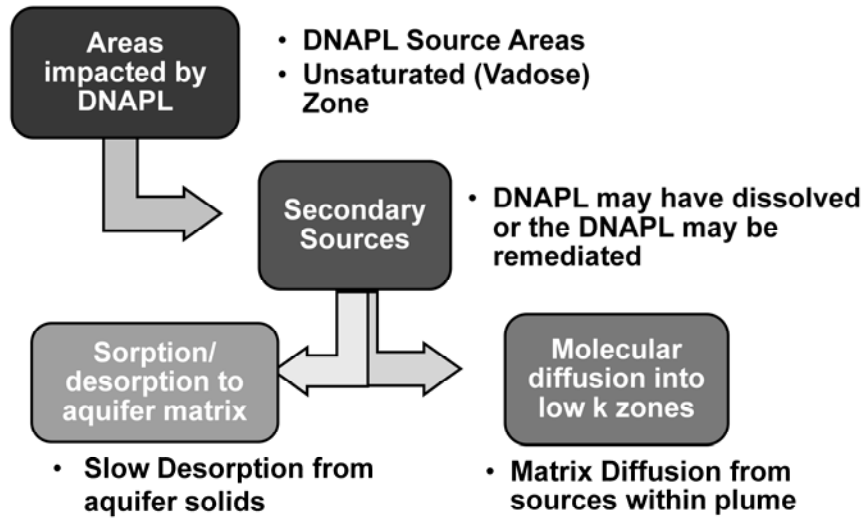 Areas
impacted by
DNAPL
• DNAPL Source Areas
• Unsaturated (Vadose)
Zone
Secondary
Sources
• DNAPL may have dissolved
or the DNAPL may be
remediated
Sorption/
desorption to
aquifer matrix
Molecular
diffusion into
low k zones
• Slow Desorption from
aquifer solids
• Matrix Diffusion from
sources within plume